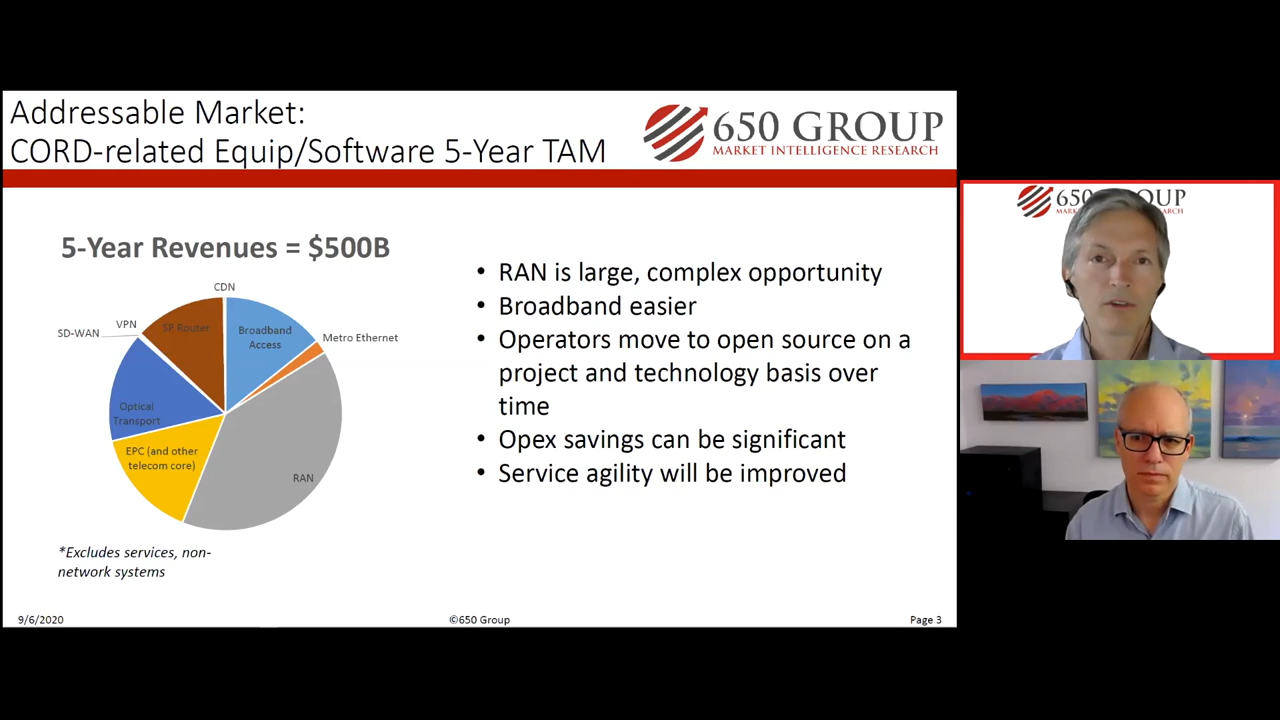 Addressable Market:
CORD-related Equip/Software 5-Year TAM
650 GROUP
MARKET INTELLIGENCE RESEARCH
5-Year Revenues = $500B
CDN
VPN
SD-WAN
SP Router
Broadband
Access
Metro Ethernet
Optical
Transport
EPC (and other
telecom core)
RAN
*Excludes services, non-
network systems
• RAN is large, complex opportunity
• Broadband easier
• Operators move to open source on a
project and technology basis over
time
• Opex savings can be significant
• Service agility will be improved
9/6/2020
©650 Group
Page 3